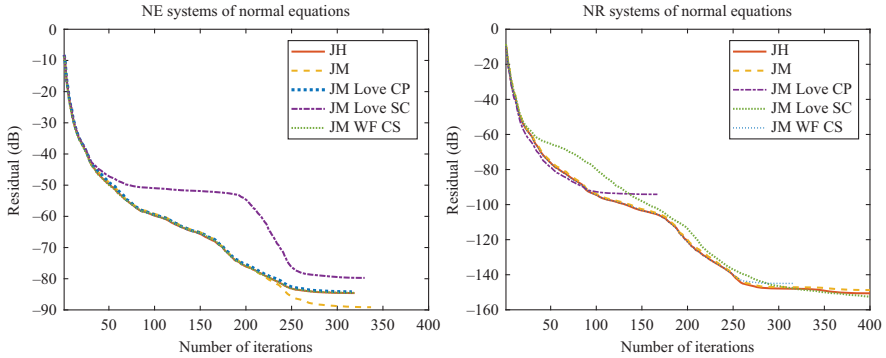 NE systems of normal equations
0
−10
−20
−30
−40
−50
−60
−70
−80
−90
Residual (dB)
JH
JM
JM Love CP
JM Love SC
JM WF CS
50 100 150 200 250 300 350 400
Number of iterations
NR systems of normal equations
0
−20
−40
−60
−80
−100
−120
−140
−160
Residual (dB)
JH
JM
JM Love CP
JM Love SC
JM WF CS
50 100 150 200 250 300 350 400
Number of iterations